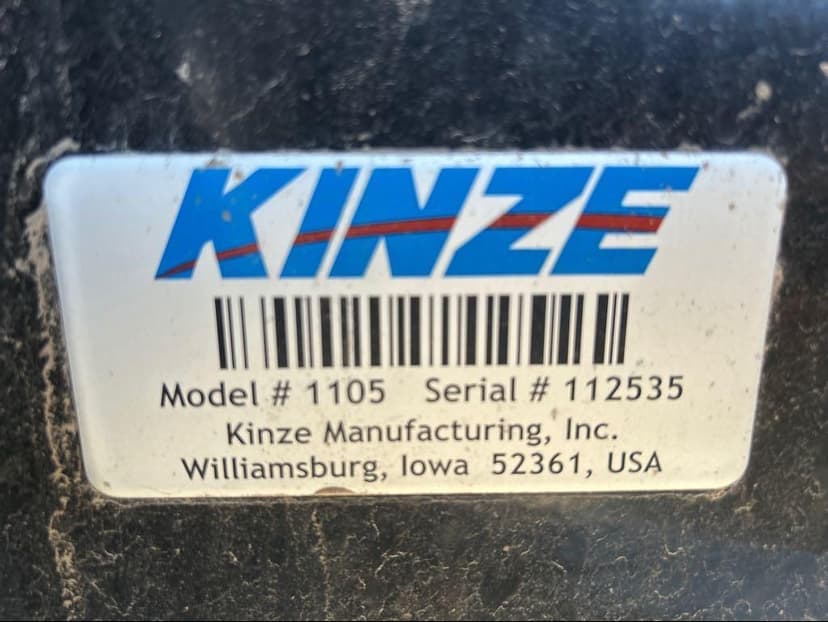 KINZE
Model # 1105 Serial # 112535
Kinze Manufacturing, Inc.
Williamsburg, Iowa 52361, USA